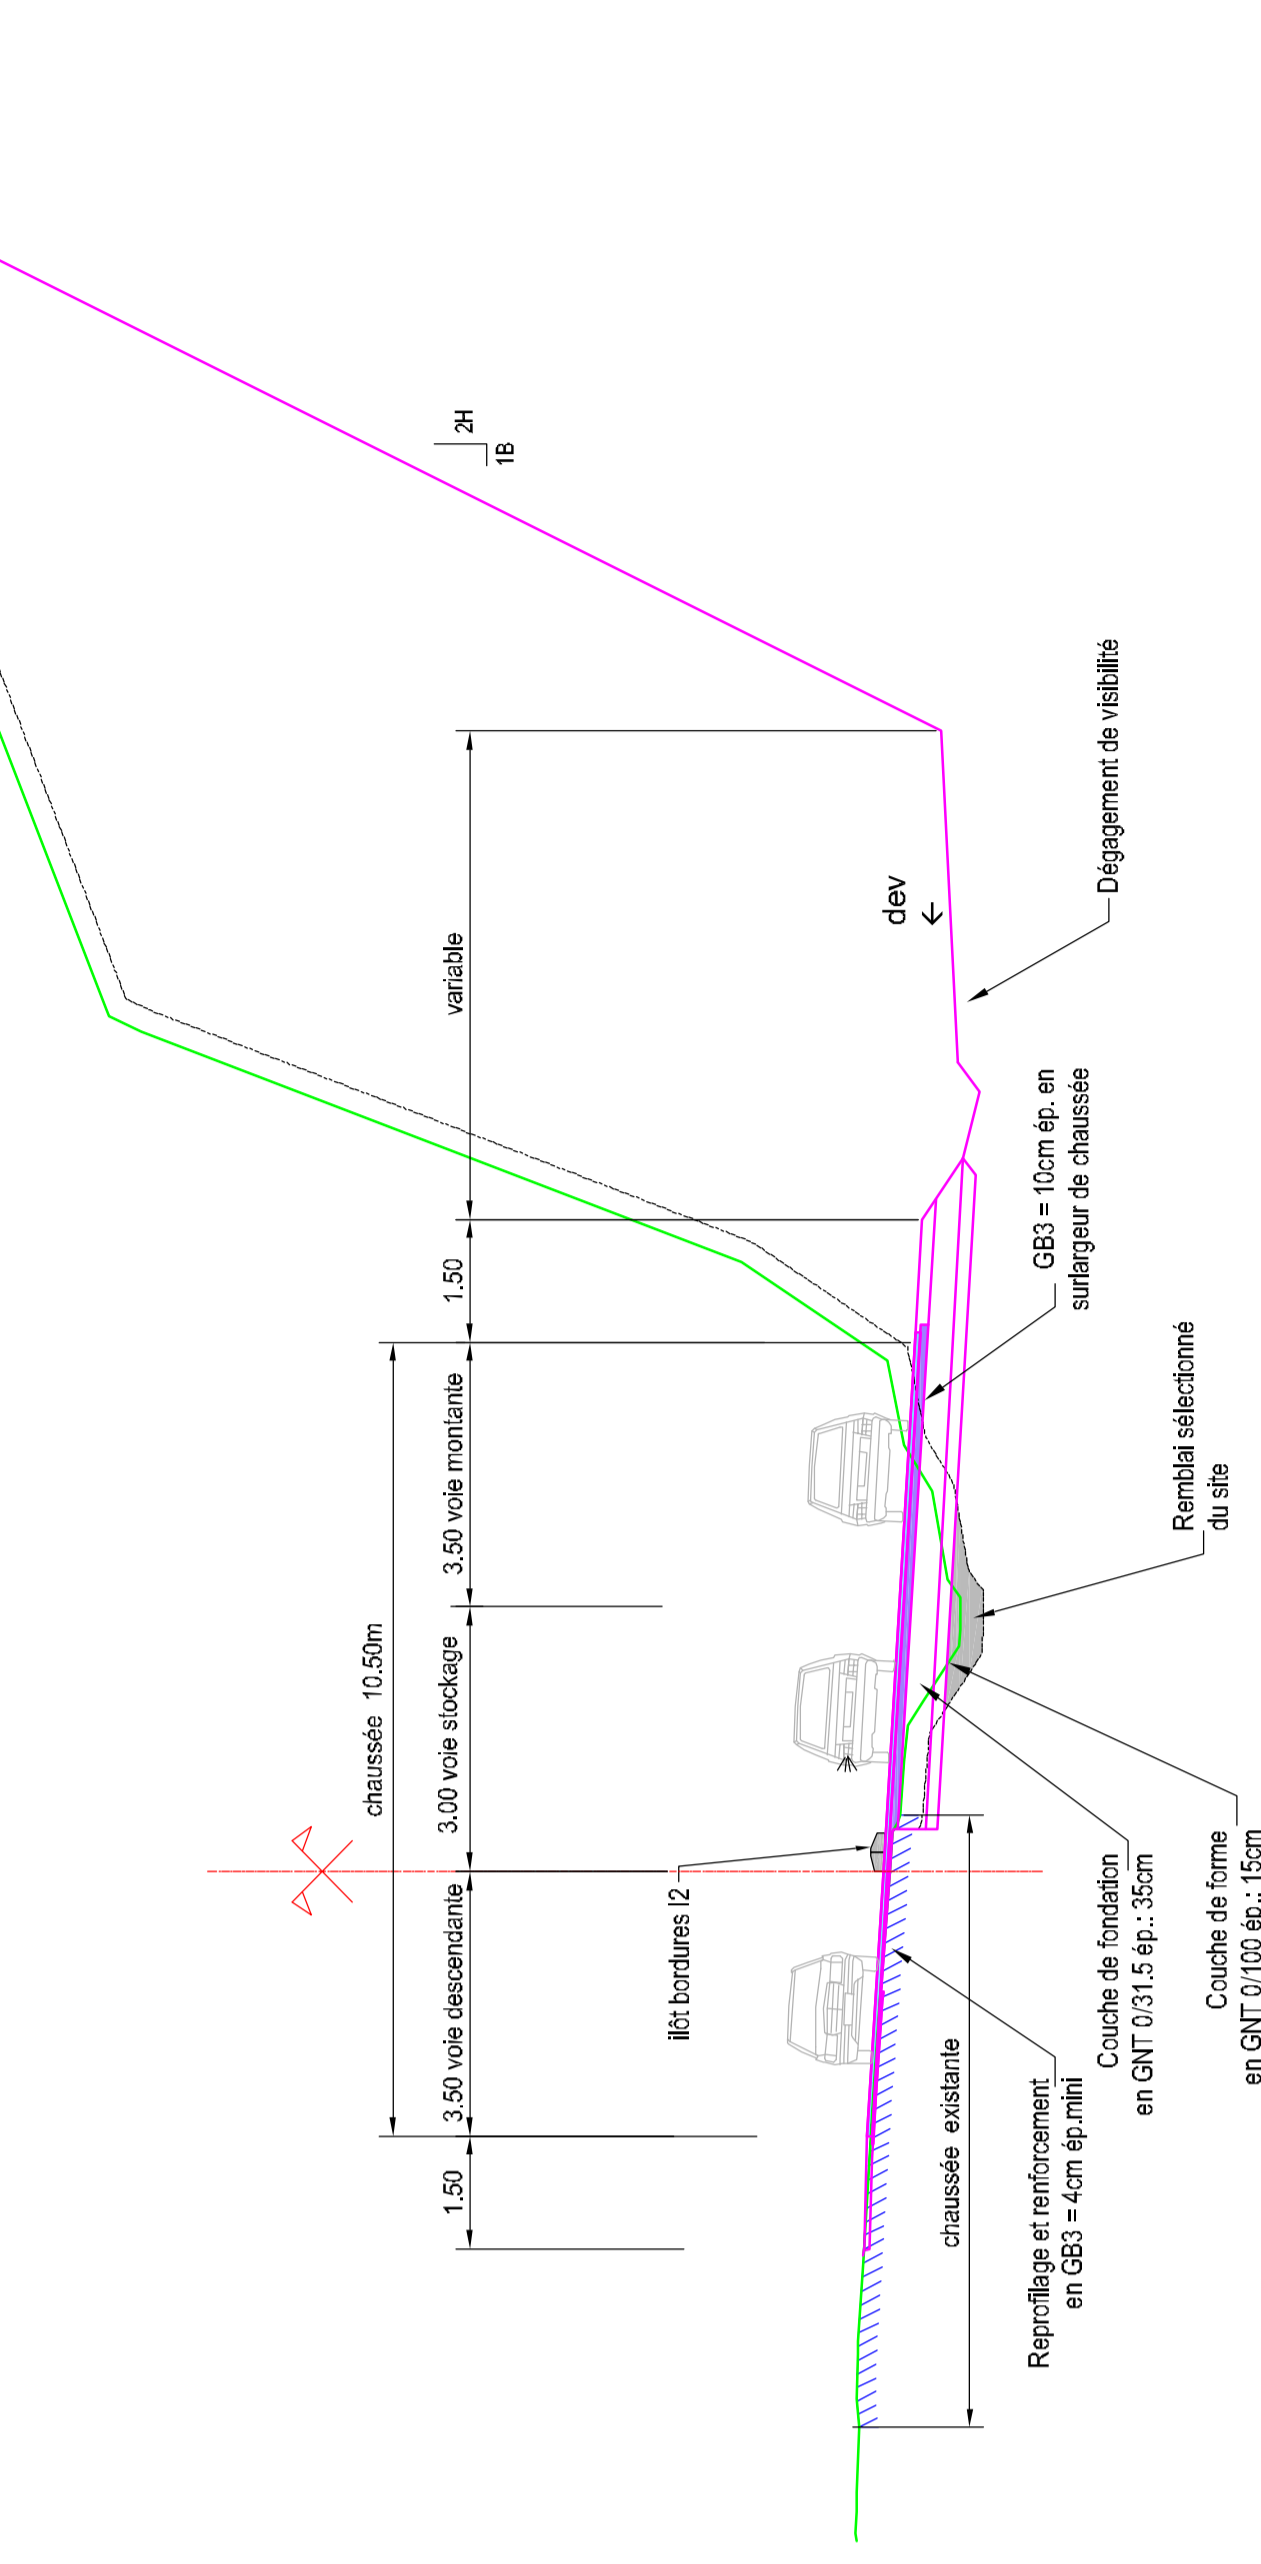 2H
1B
chaussée 10.50m
1.50
3.50 voie descendante
3.00 voie stockage
3.50 voie montante
1.50
variable
dev
îlôt bordures I2
chaussée existante
Dégagement de visibilité
GB3 = 10cm ép. en
surlargeur de chaussée
Remblai sélectionné
du site
Reprofilage et renforcement
en GB3 = 4cm ép.mini
Couche de fondation
en GNT 0/31.5 ép.: 35cm
Couche de forme
en GNT 0/100 ép.: 15cm